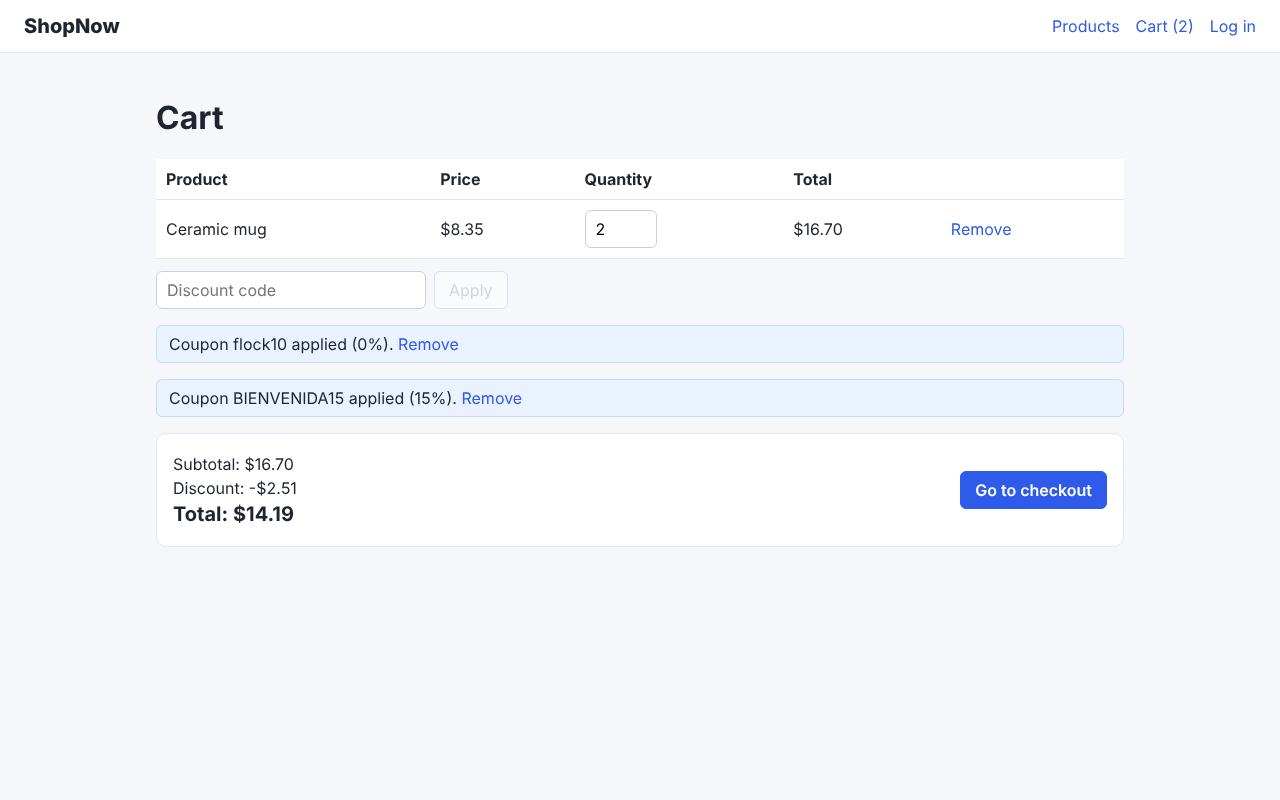 ShopNow
Products Cart (2) Log in
Cart
Product Price Quantity Total
Ceramic mug $8.35 2 $16.70 Remove
Discount code Apply
Coupon flock10 applied (0%). Remove
Coupon BIENVENIDA15 applied (15%). Remove
Subtotal: $16.70
Discount: -$2.51
Total: $14.19
Go to checkout